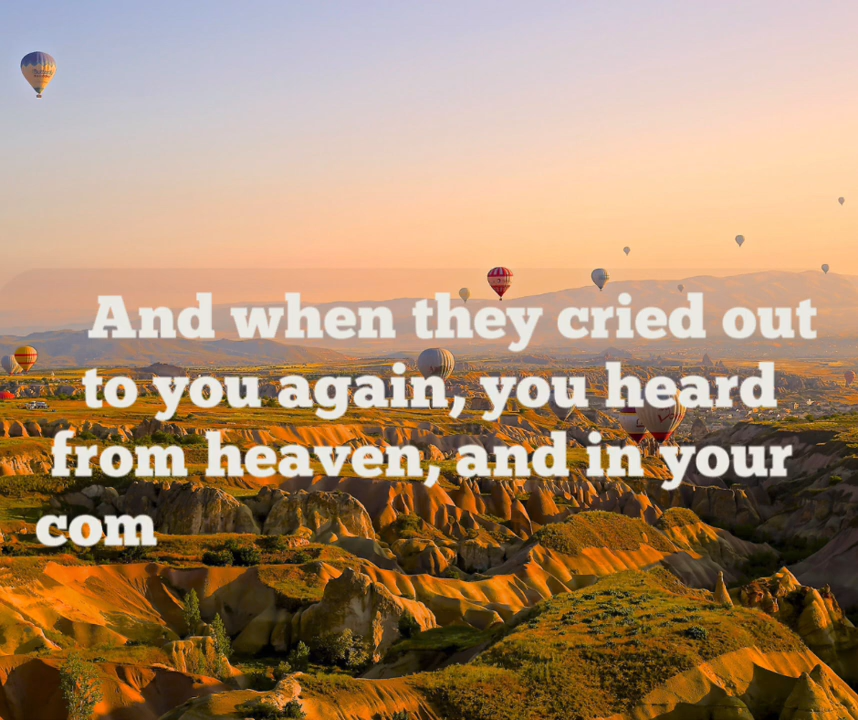 And when they cried out
to you again, you heard
from heaven, and in your
com